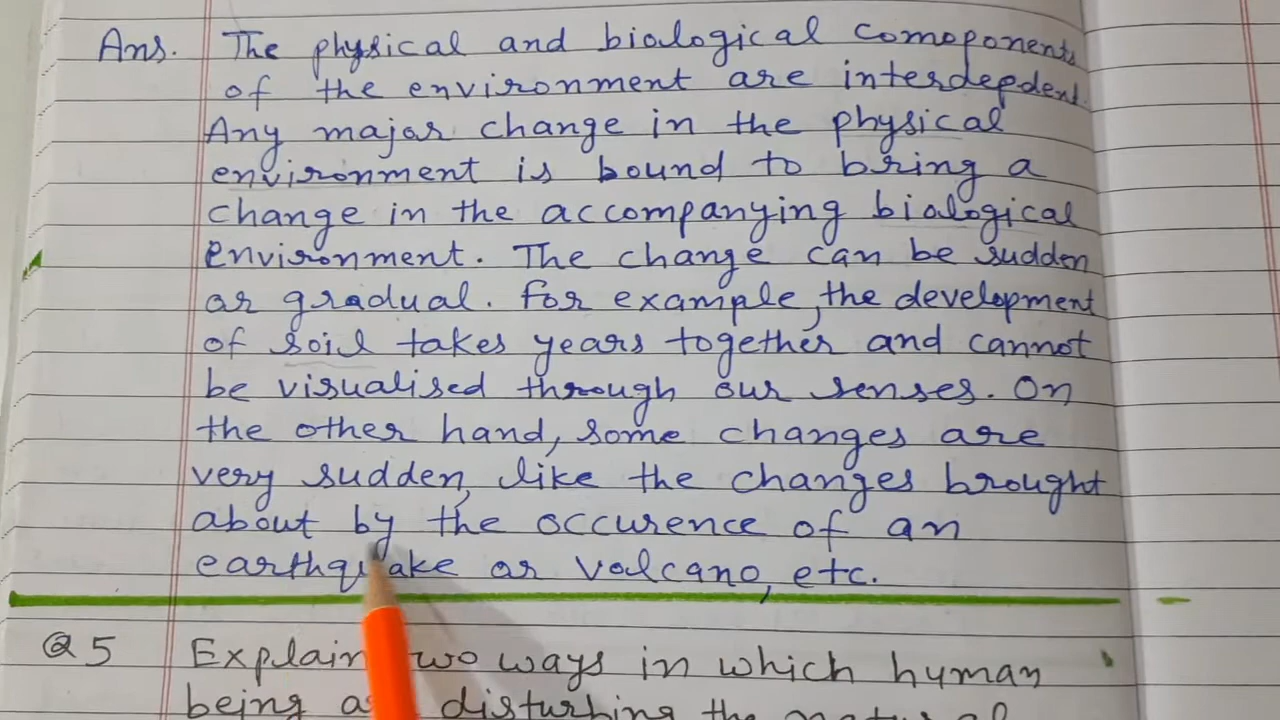 Ans. The physical and biological comoponents
of the environment are interdepdent.
Any major change in the physical
environment is bound to bring a
change in the accompanying biological
environment. The change can be sudden
or gradual. For example, the development
of soil takes years together and cannot
be visualised through our senses. On
the other hand, some changes are
very sudden, like the changes brought
about by the occurence of an
earthquake or volcano, etc.
Q5 Explain two ways in which human
being disturbing the